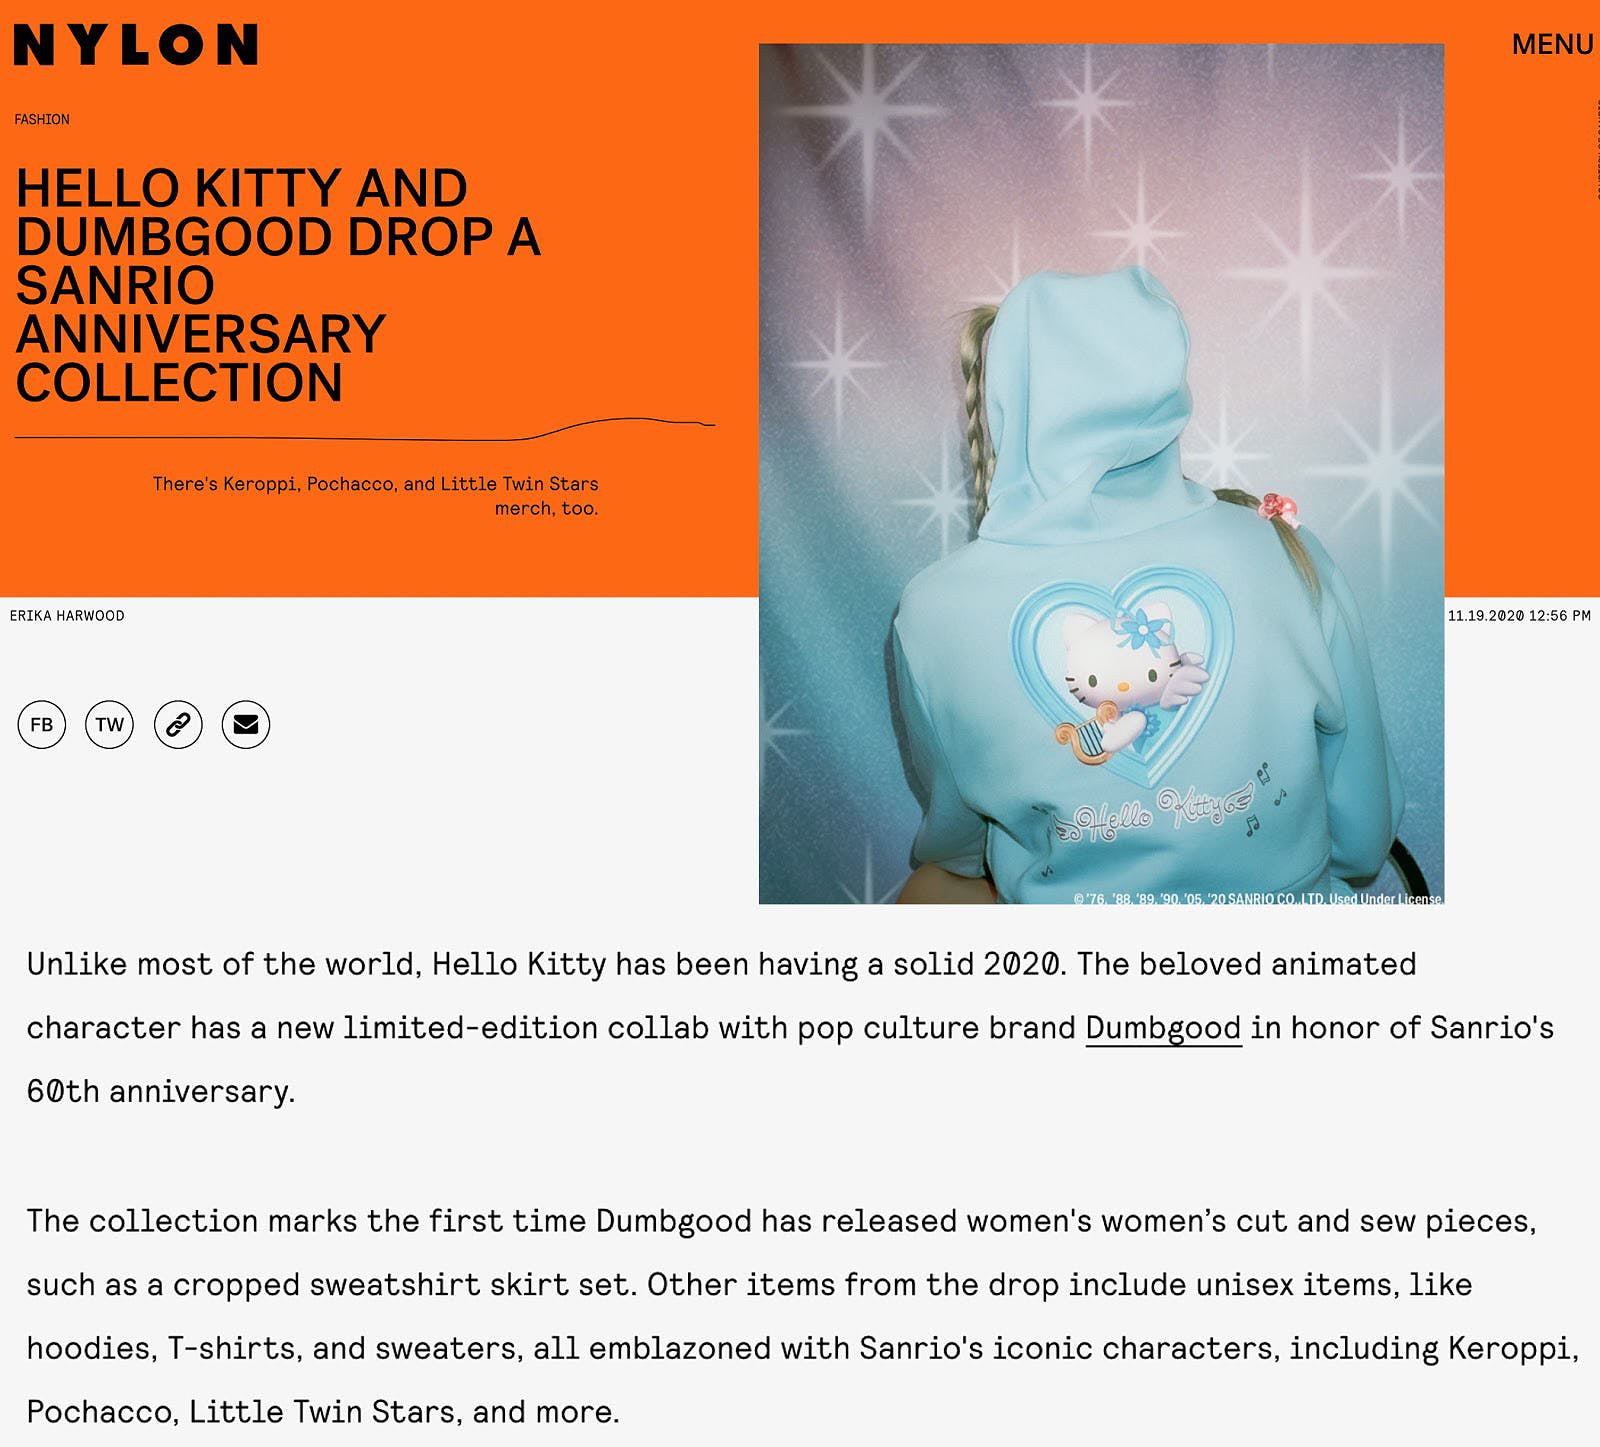 NYLON
MENU
FASHION
HELLO KITTY AND
DUMBGOOD DROP A
SANRIO
ANNIVERSARY
COLLECTION
There's Keroppi, Pochacco, and Little Twin Stars
merch, too.
Hello Kitty
© '76, '88, '89, '90, '05, '20 SANRIO CO.,LTD. Used Under License.
ERIKA HARWOOD
11.19.2020 12:56 PM
FB
TW
Unlike most of the world, Hello Kitty has been having a solid 2020. The beloved animated
character has a new limited-edition collab with pop culture brand Dumbgood in honor of Sanrio's
60th anniversary.
The collection marks the first time Dumbgood has released women's women’s cut and sew pieces,
such as a cropped sweatshirt skirt set. Other items from the drop include unisex items, like
hoodies, T-shirts, and sweaters, all emblazoned with Sanrio's iconic characters, including Keroppi,
Pochacco, Little Twin Stars, and more.